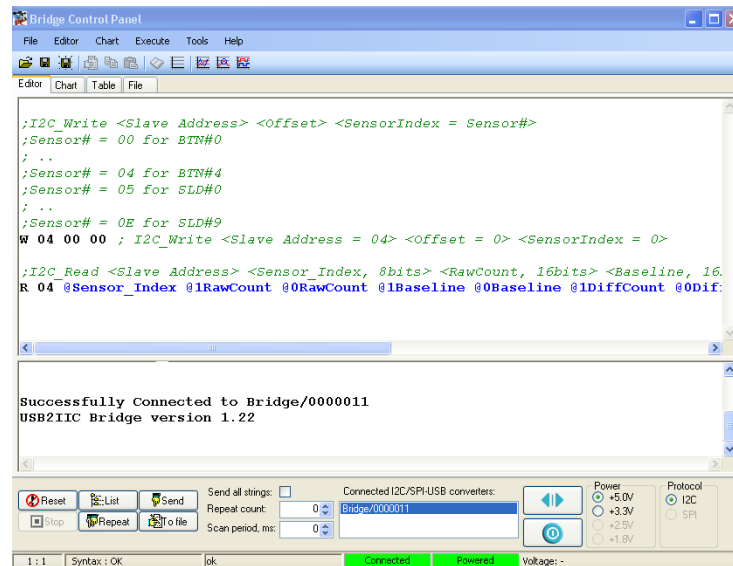 Bridge Control Panel
File Editor Chart Execute Tools Help
Editor Chart Table File
;I2C_Write <Slave Address> <Offset> <SensorIndex = Sensor#>
;Sensor# = 00 for BTN#0
; ..
;Sensor# = 04 for BTN#4
;Sensor# = 05 for SLD#0
; ..
;Sensor# = 0E for SLD#9
W 04 00 00 ; I2C_Write <Slave Address = 04> <Offset = 0> <SensorIndex = 0>
;I2C_Read <Slave Address> <Sensor_Index, 8bits> <RawCount, 16bits> <Baseline, 16
R 04 @Sensor_Index @1RawCount @0RawCount @1Baseline @0Baseline @1DiffCount @0Dif
Successfully Connected to Bridge/0000011
USB2IIC Bridge version 1.22
Reset List Send Send all strings: Connected I2C/SPI-USB converters: Power Protocol
Stop Repeat To file Repeat count: 0 Bridge/0000011 +5.0V I2C
Scan period, ms: 0 +3.3V SPI
+2.5V
+1.8V
1 : 1 Syntax : OK ok Connected Powered Voltage: -